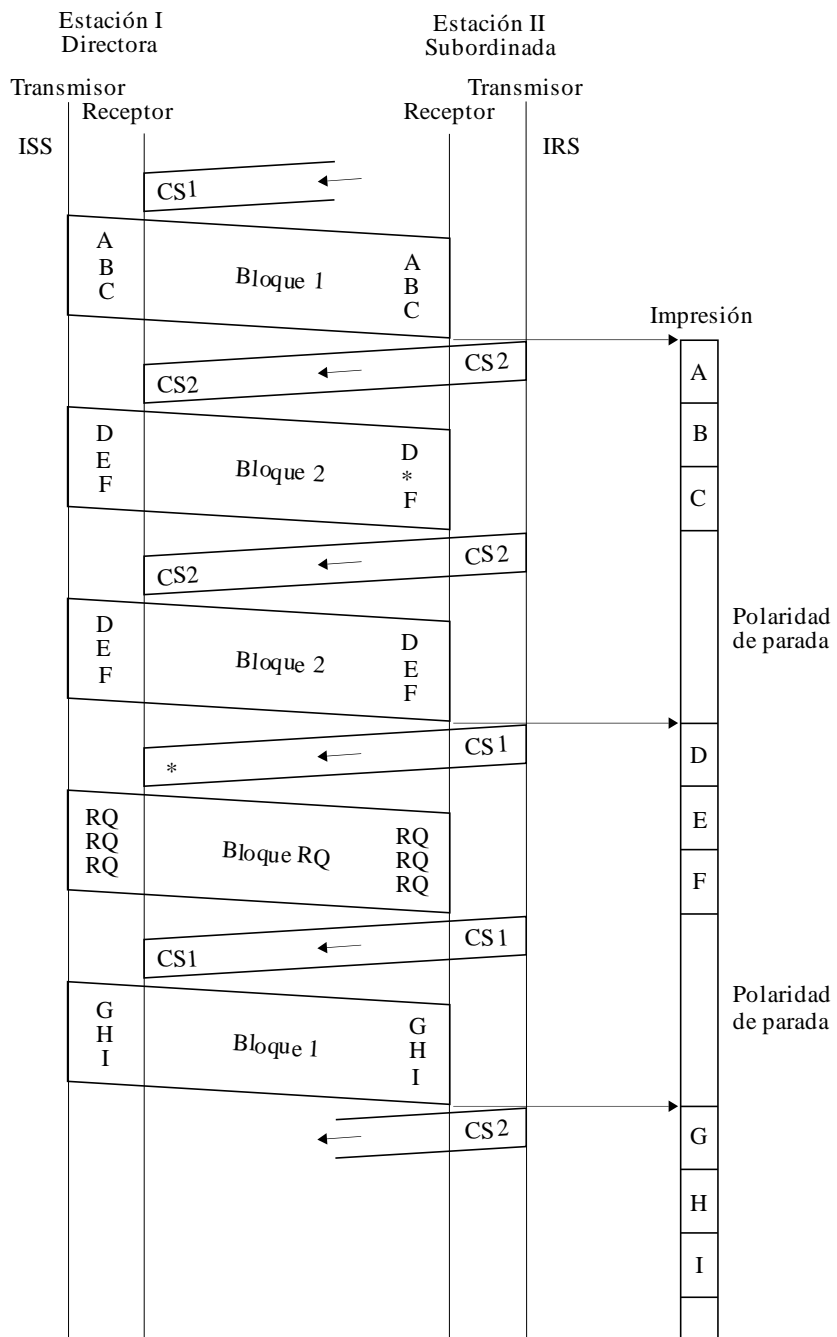 Estación I
Directora
Estación II
Subordinada
Transmisor
Receptor
Receptor
Transmisor
ISS
IRS
CS1
A
B
C
Bloque 1
A
B
C
Impresión
CS2
CS2
A
D
E
F
Bloque 2
D
*
F
B
C
CS2
CS2
D
E
F
Bloque 2
D
E
F
Polaridad
de parada
*
CS1
D
RQ
RQ
RQ
Bloque RQ
RQ
RQ
RQ
E
F
CS1
CS1
G
H
I
Bloque 1
G
H
I
Polaridad
de parada
CS2
G
H
I